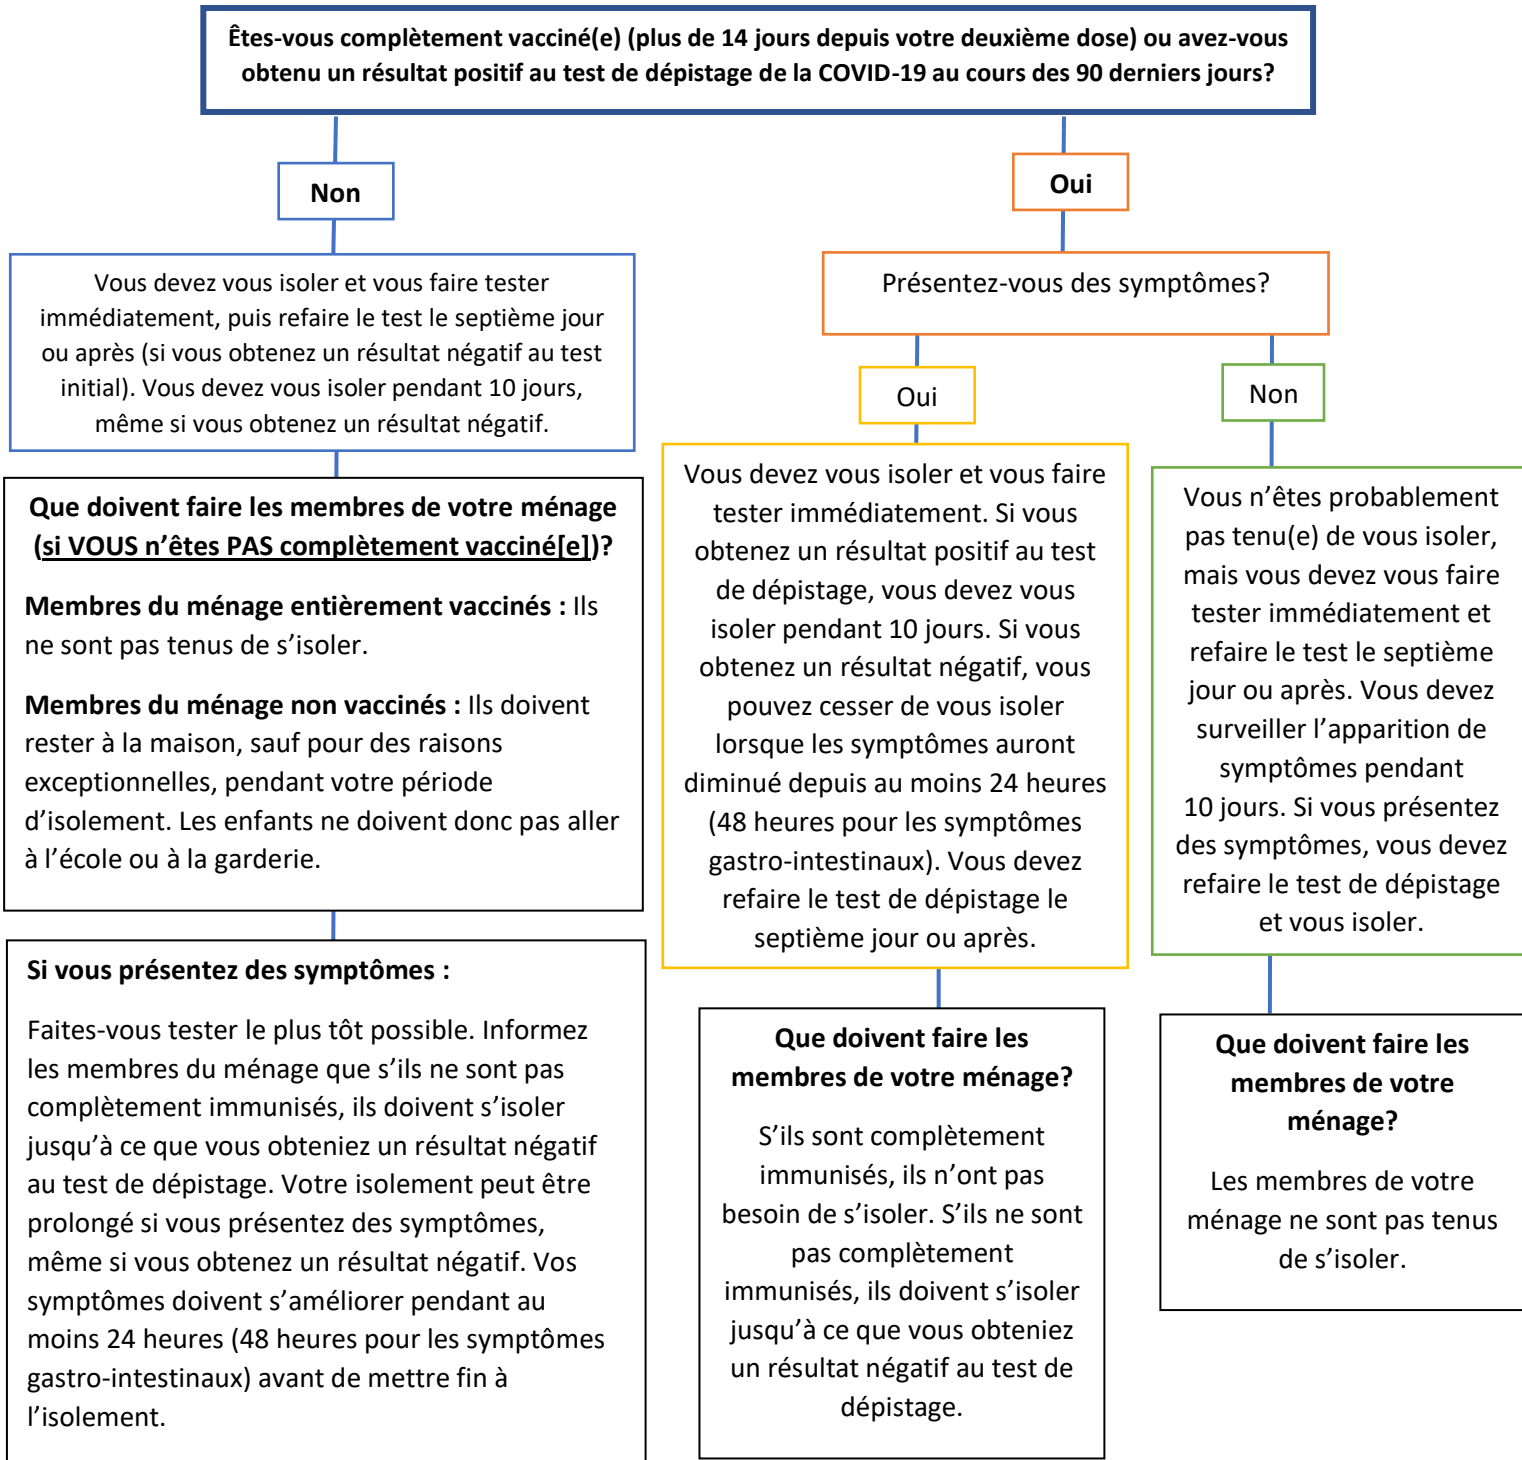 Êtes-vous complètement vacciné(e) (plus de 14 jours depuis votre deuxième dose) ou avez-vous
obtenu un résultat positif au test de dépistage de la COVID-19 au cours des 90 derniers jours?
Non
Vous devez vous isoler et vous faire tester
immédiatement, puis refaire le test le septième jour
ou après (si vous obtenez un résultat négatif au test
initial). Vous devez vous isoler pendant 10 jours,
même si vous obtenez un résultat négatif.
Que doivent faire les membres de votre ménage
(si VOUS n’êtes PAS complètement vacciné[e])?
Membres du ménage entièrement vaccinés : Ils
ne sont pas tenus de s’isoler.
Membres du ménage non vaccinés : Ils doivent
rester à la maison, sauf pour des raisons
exceptionnelles, pendant votre période
d’isolement. Les enfants ne doivent donc pas aller
à l’école ou à la garderie.
Si vous présentez des symptômes :
Faites-vous tester le plus tôt possible. Informez
les membres du ménage que s’ils ne sont pas
complètement immunisés, ils doivent s’isoler
jusqu’à ce que vous obteniez un résultat négatif
au test de dépistage. Votre isolement peut être
prolongé si vous présentez des symptômes,
même si vous obtenez un résultat négatif. Vos
symptômes doivent s’améliorer pendant au
moins 24 heures (48 heures pour les symptômes
gastro-intestinaux) avant de mettre fin à
l’isolement.
Oui
Présentez-vous des symptômes?
Oui
Vous devez vous isoler et vous faire
tester immédiatement. Si vous
obtenez un résultat positif au test
de dépistage, vous devez vous
isoler pendant 10 jours. Si vous
obtenez un résultat négatif, vous
pouvez cesser de vous isoler
lorsque les symptômes auront
diminué depuis au moins 24 heures
(48 heures pour les symptômes
gastro-intestinaux). Vous devez
refaire le test de dépistage le
septième jour ou après.
Que doivent faire les
membres de votre ménage?
S’ils sont complètement
immunisés, ils n’ont pas
besoin de s’isoler. S’ils ne sont
pas complètement
immunisés, ils doivent s’isoler
jusqu’à ce que vous obteniez
un résultat négatif au test de
dépistage.
Non
Vous n’êtes probablement
pas tenu(e) de vous isoler,
mais vous devez vous faire
tester immédiatement et
refaire le test le septième
jour ou après. Vous devez
surveiller l’apparition de
symptômes pendant
10 jours. Si vous présentez
des symptômes, vous devez
refaire le test de dépistage
et vous isoler.
Que doivent faire les
membres de votre
ménage?
Les membres de votre
ménage ne sont pas tenus
de s’isoler.